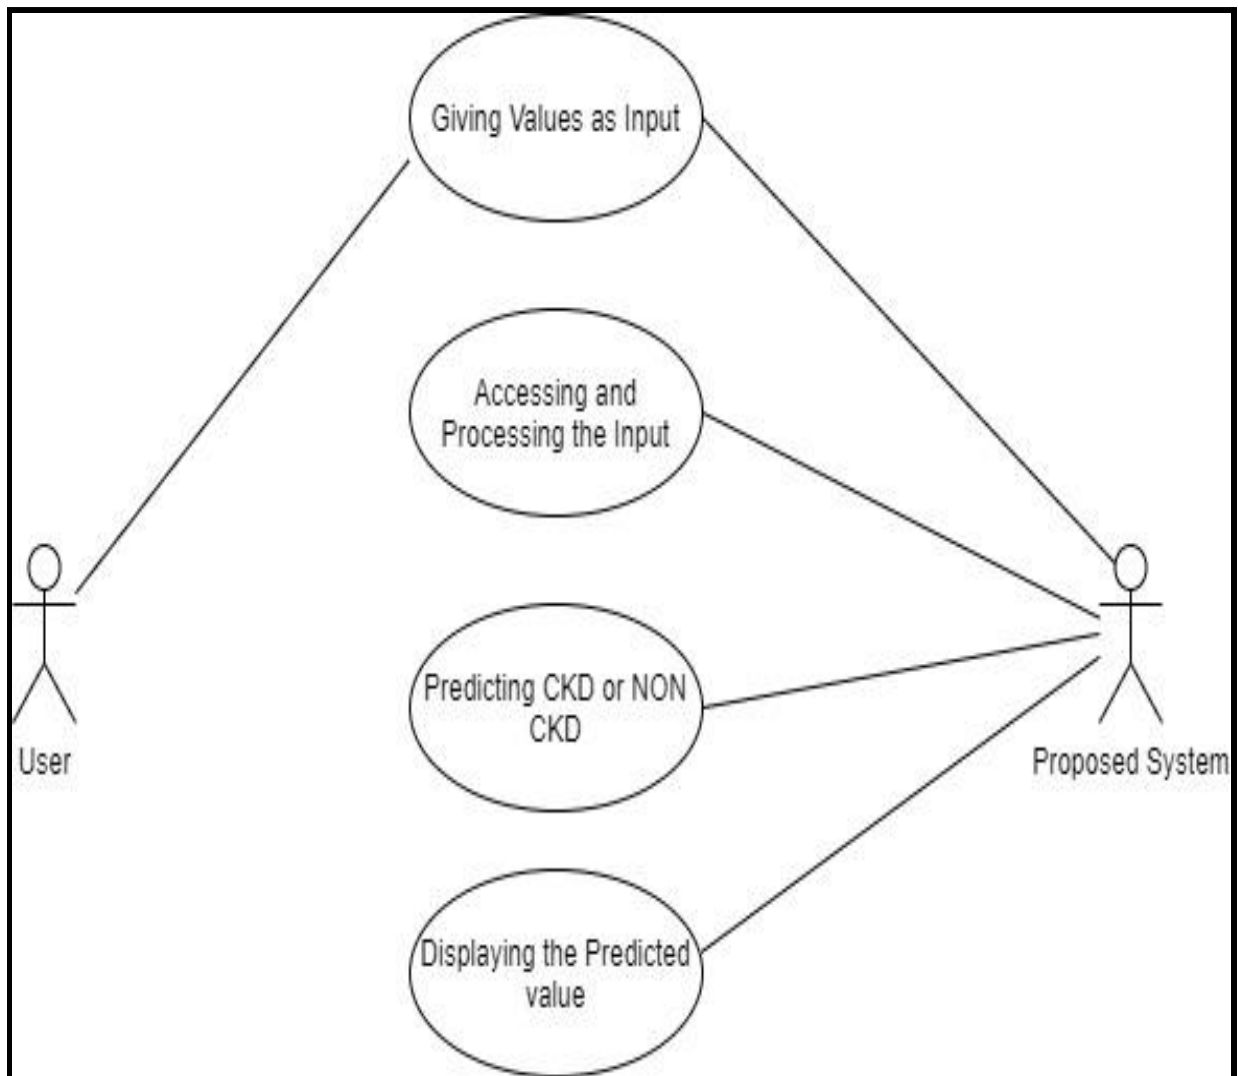 Giving Values as Input
Accessing and
Processing the Input
Predicting CKD or NON
CKD
User
Proposed System
Displaying the Predicted
value